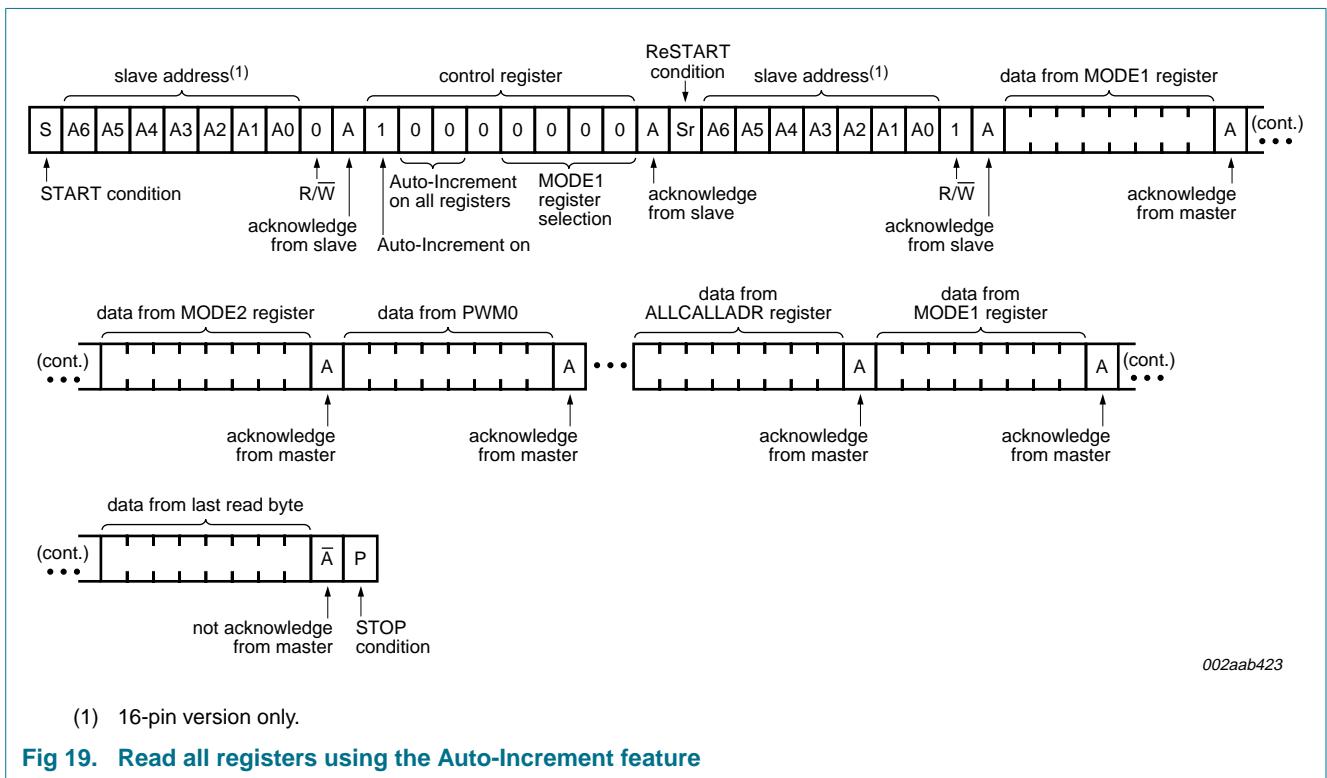 ReSTART
condition
slave address(1)
control register
slave address(1)
data from MODE1 register
S A6 A5 A4 A3 A2 A1 A0 0 A 1 0 0 0 0 0 0 0 A Sr A6 A5 A4 A3 A2 A1 A0 1 A A (cont.)
START condition
R/W̅
acknowledge
from slave
Auto-Increment on
Auto-Increment
on all registers
MODE1
register
selection
acknowledge
from slave
R/W̅
acknowledge
from slave
acknowledge
from master
data from MODE2 register
data from PWM0
data from
ALLCALLADR register
data from
MODE1 register
(cont.) A A A A (cont.)
acknowledge
from master
acknowledge
from master
acknowledge
from master
acknowledge
from master
data from last read byte
(cont.) A̅ P
not acknowledge
from master
STOP
condition
002aab423
(1) 16-pin version only.
Fig 19. Read all registers using the Auto-Increment feature